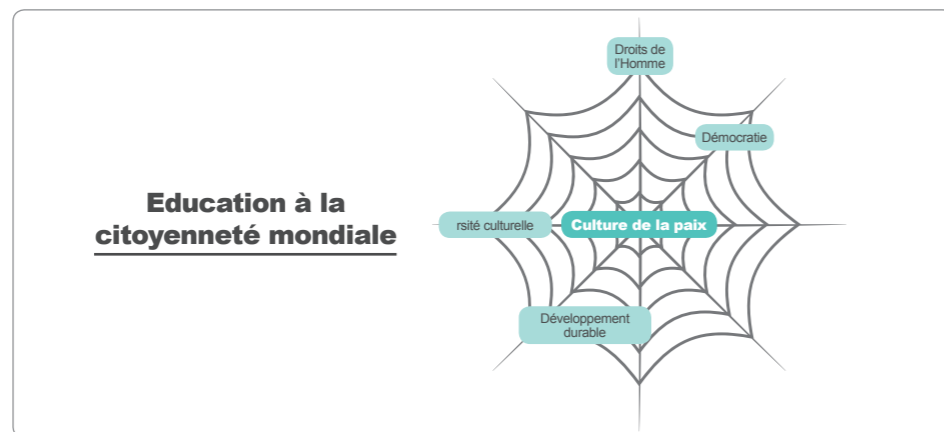 Droits de
l'Homme
Démocratie
Education à la
citoyenneté mondiale
rsité culturelle
Culture de la paix
Développement
durable